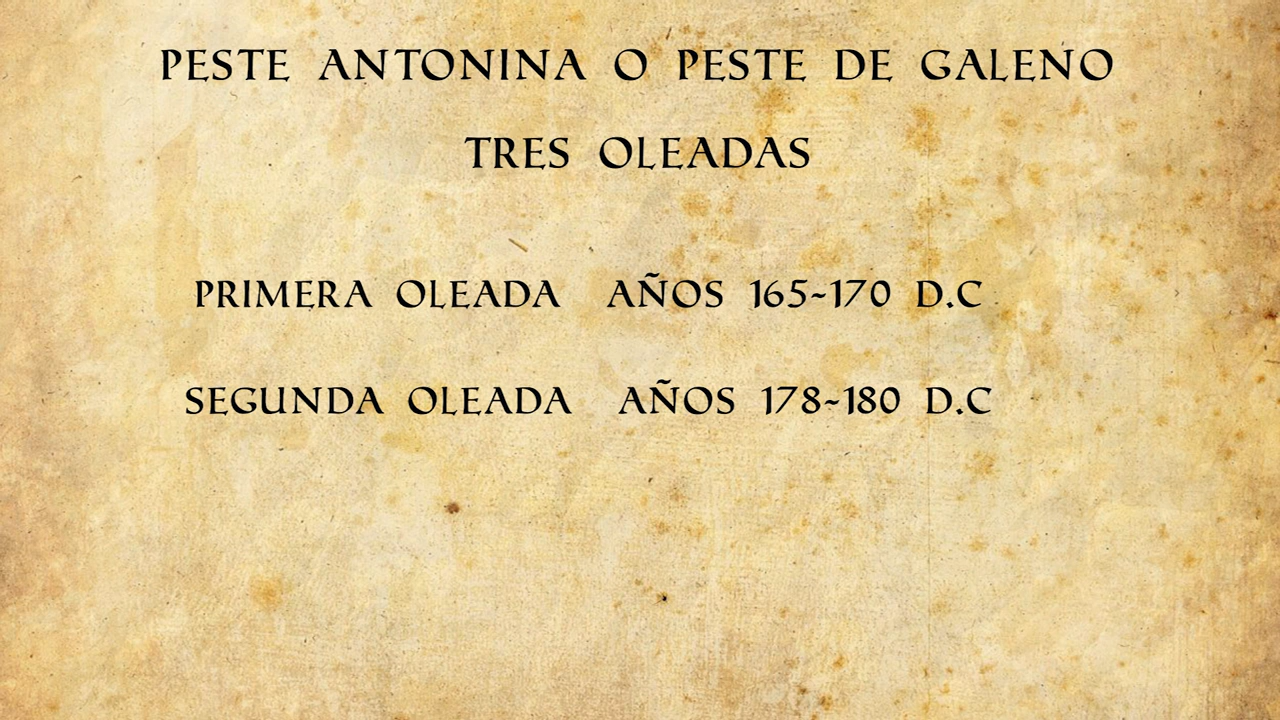 PESTE ANTONINA O PESTE DE GALENO
TRES OLEADAS
PRIMERA OLEADA AÑOS 165-170 D.C
SEGUNDA OLEADA AÑOS 178-180 D.C